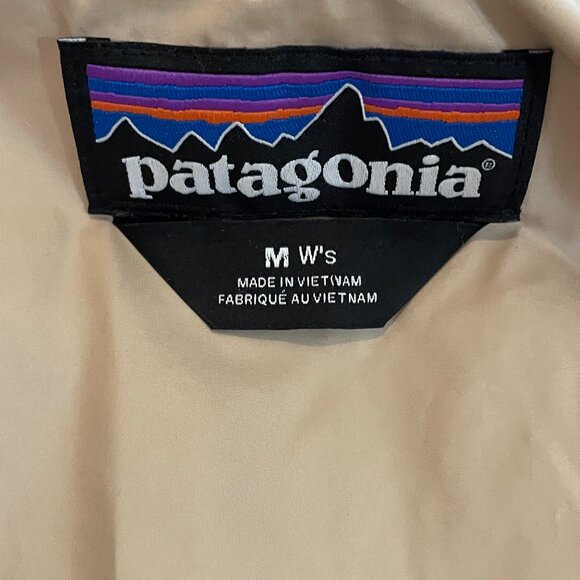 patagonia®
M W's
MADE IN VIETNAM
FABRIQUÉ AU VIETNAM